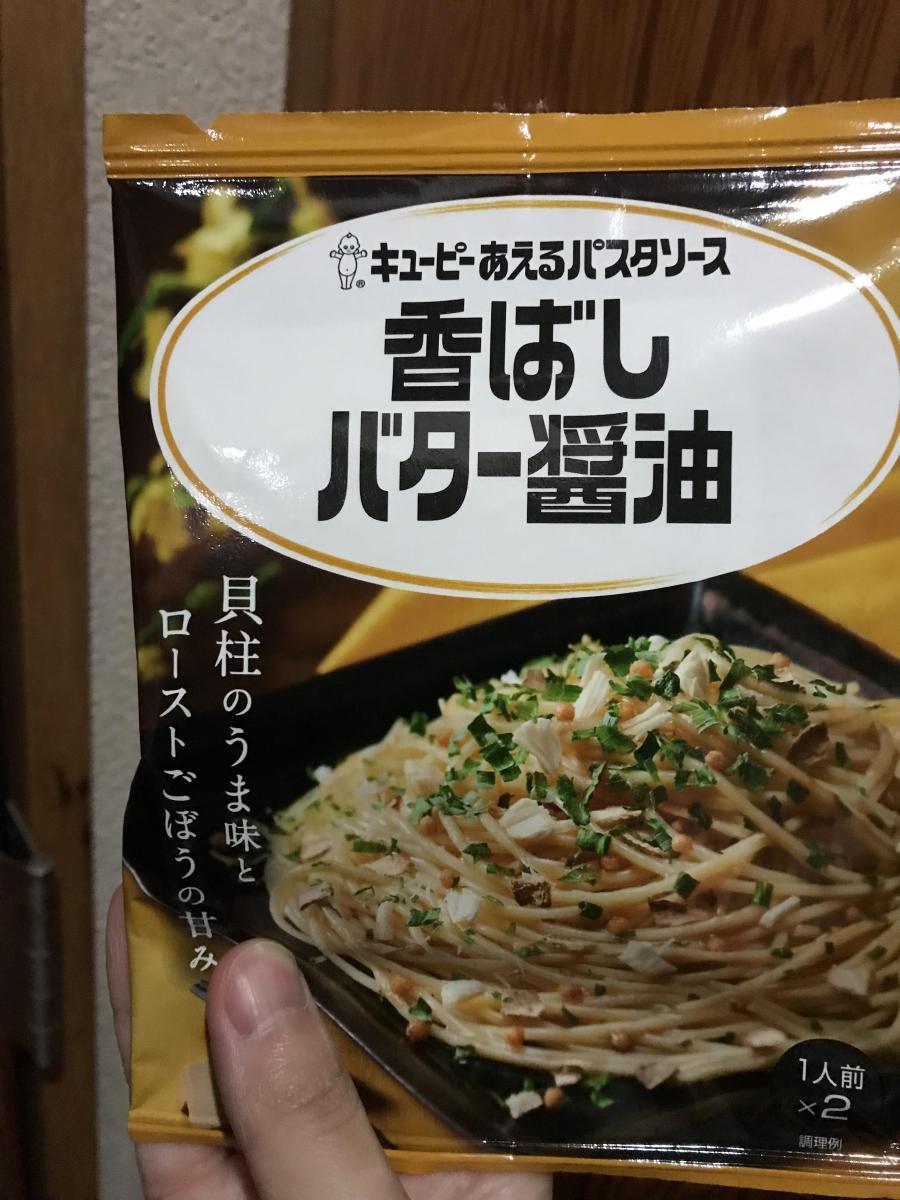 キユーピーあえるパスタソース
香ばし
バター醤油
貝柱のうま味と
ローストごぼうの甘み
1人前
×2
調理例